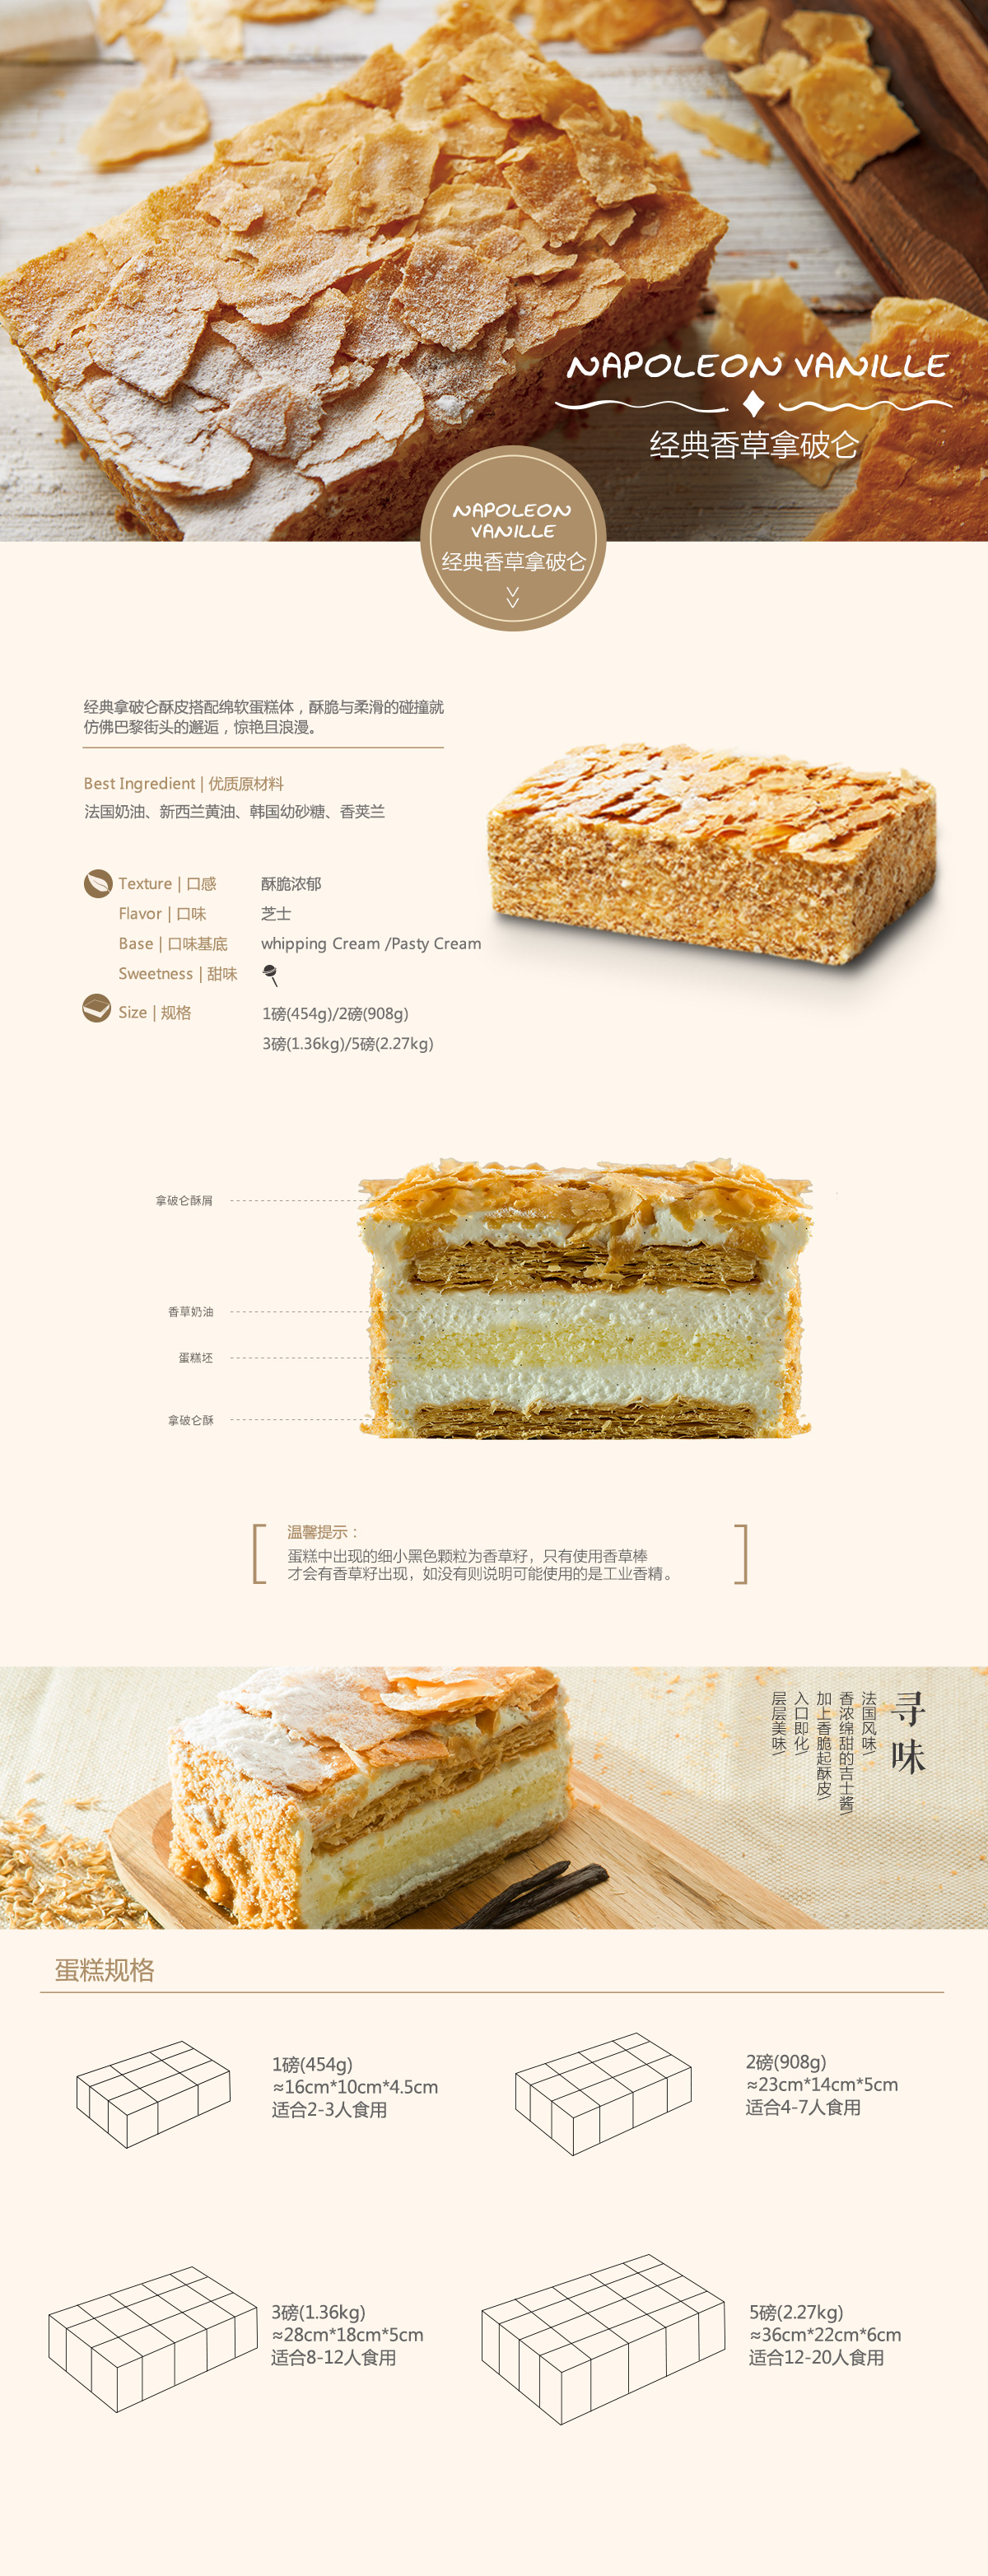 NAPOLEON VANILLE
经典香草拿破仑
NAPOLEON
VANILLE
经典香草拿破仑
经典拿破仑酥皮搭配绵软蛋糕体，酥脆与柔滑的碰撞就
仿佛巴黎街头的邂逅，惊艳且浪漫。
Best Ingredient | 优质原材料
法国奶油、新西兰黄油、韩国幼砂糖、香荚兰
Texture | 口感 酥脆浓郁
Flavor | 口味 芝士
Base | 口味基底 whipping Cream /Pasty Cream
Sweetness | 甜味
Size | 规格 1磅(454g)/2磅(908g)
3磅(1.36kg)/5磅(2.27kg)
拿破仑酥屑
香草奶油
蛋糕坯
拿破仑酥
温馨提示：
蛋糕中出现的细小黑色颗粒为香草籽，只有使用香草棒
才会有香草籽出现，如没有则说明可能使用的是工业香精。
寻味
法国风味/
香浓绵甜的吉士酱/
加上香脆起酥皮/
入口即化/
层层美味/
蛋糕规格
1磅(454g)
≈16cm*10cm*4.5cm
适合2-3人食用
2磅(908g)
≈23cm*14cm*5cm
适合4-7人食用
3磅(1.36kg)
≈28cm*18cm*5cm
适合8-12人食用
5磅(2.27kg)
≈36cm*22cm*6cm
适合12-20人食用